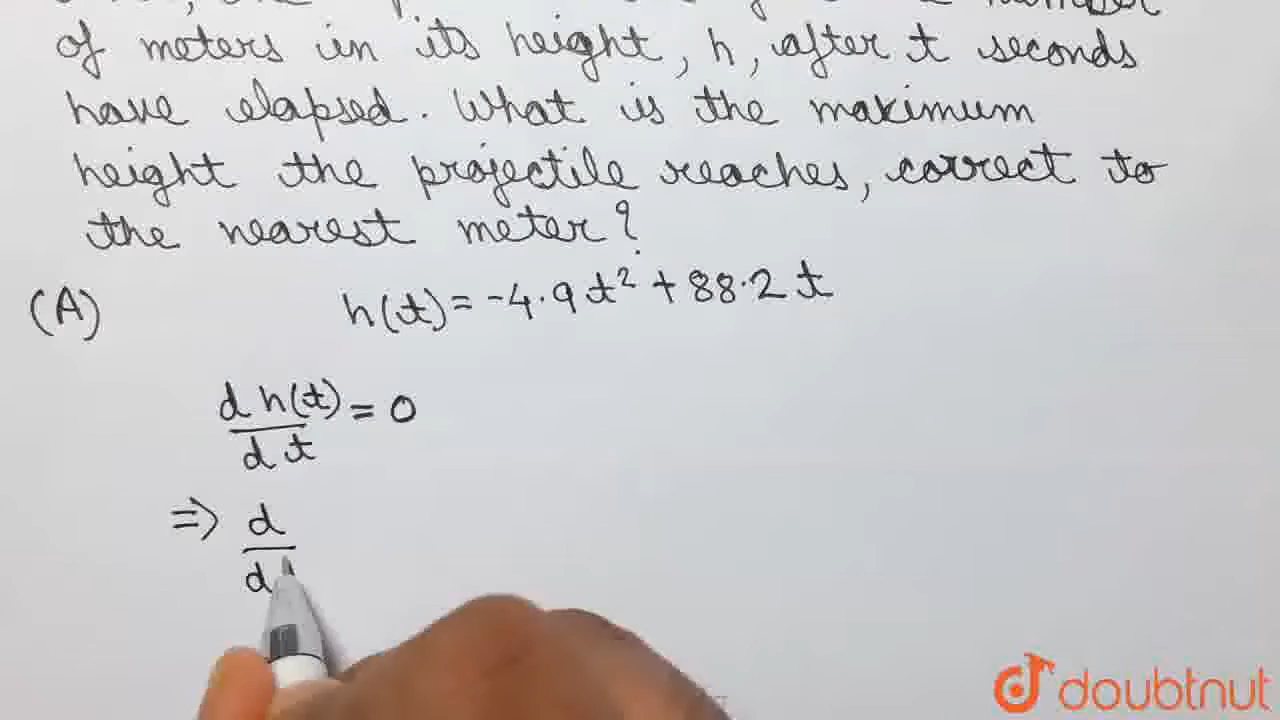 of meters in its height, h, after t seconds
have elapsed. What is the maximum
height the projectile reaches, correct to
the nearest meter?
(A) h(t) = -4.9t² + 88.2t
d h(t)/dt = 0
⇒ d/d
doubtnut